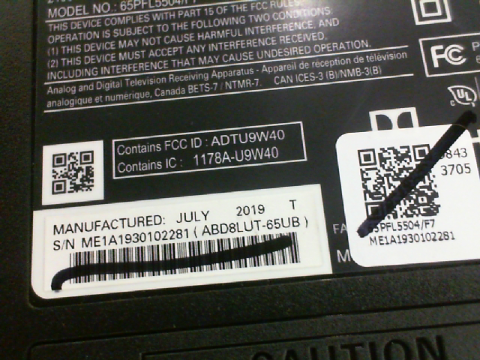 MODEL NO.: 65PFL5504/F7
THIS DEVICE COMPLIES WITH PART 15 OF THE FCC RULES.
OPERATION IS SUBJECT TO THE FOLLOWING TWO CONDITIONS:
(1) THIS DEVICE MAY NOT CAUSE HARMFUL INTERFERENCE, AND
(2) THIS DEVICE MUST ACCEPT ANY INTERFERENCE RECEIVED,
INCLUDING INTERFERENCE THAT MAY CAUSE UNDESIRED OPERATION.
Analog and Digital Television Receiving Apparatus - Appareil de réception de télévision
analogique et numérique, Canada BETS-7 / NTMR-7. CAN ICES-3 (B)/NMB-3(B)
FC
UL
Contains FCC ID : ADTU9W40
Contains IC : 1178A-U9W40
843
3705
MANUFACTURED: JULY 2019 T
S/N ME1A1930102281 ( ABD8LUT-65UB )
FA
65PFL5504/F7
ME1A1930102281
M
CAUTION